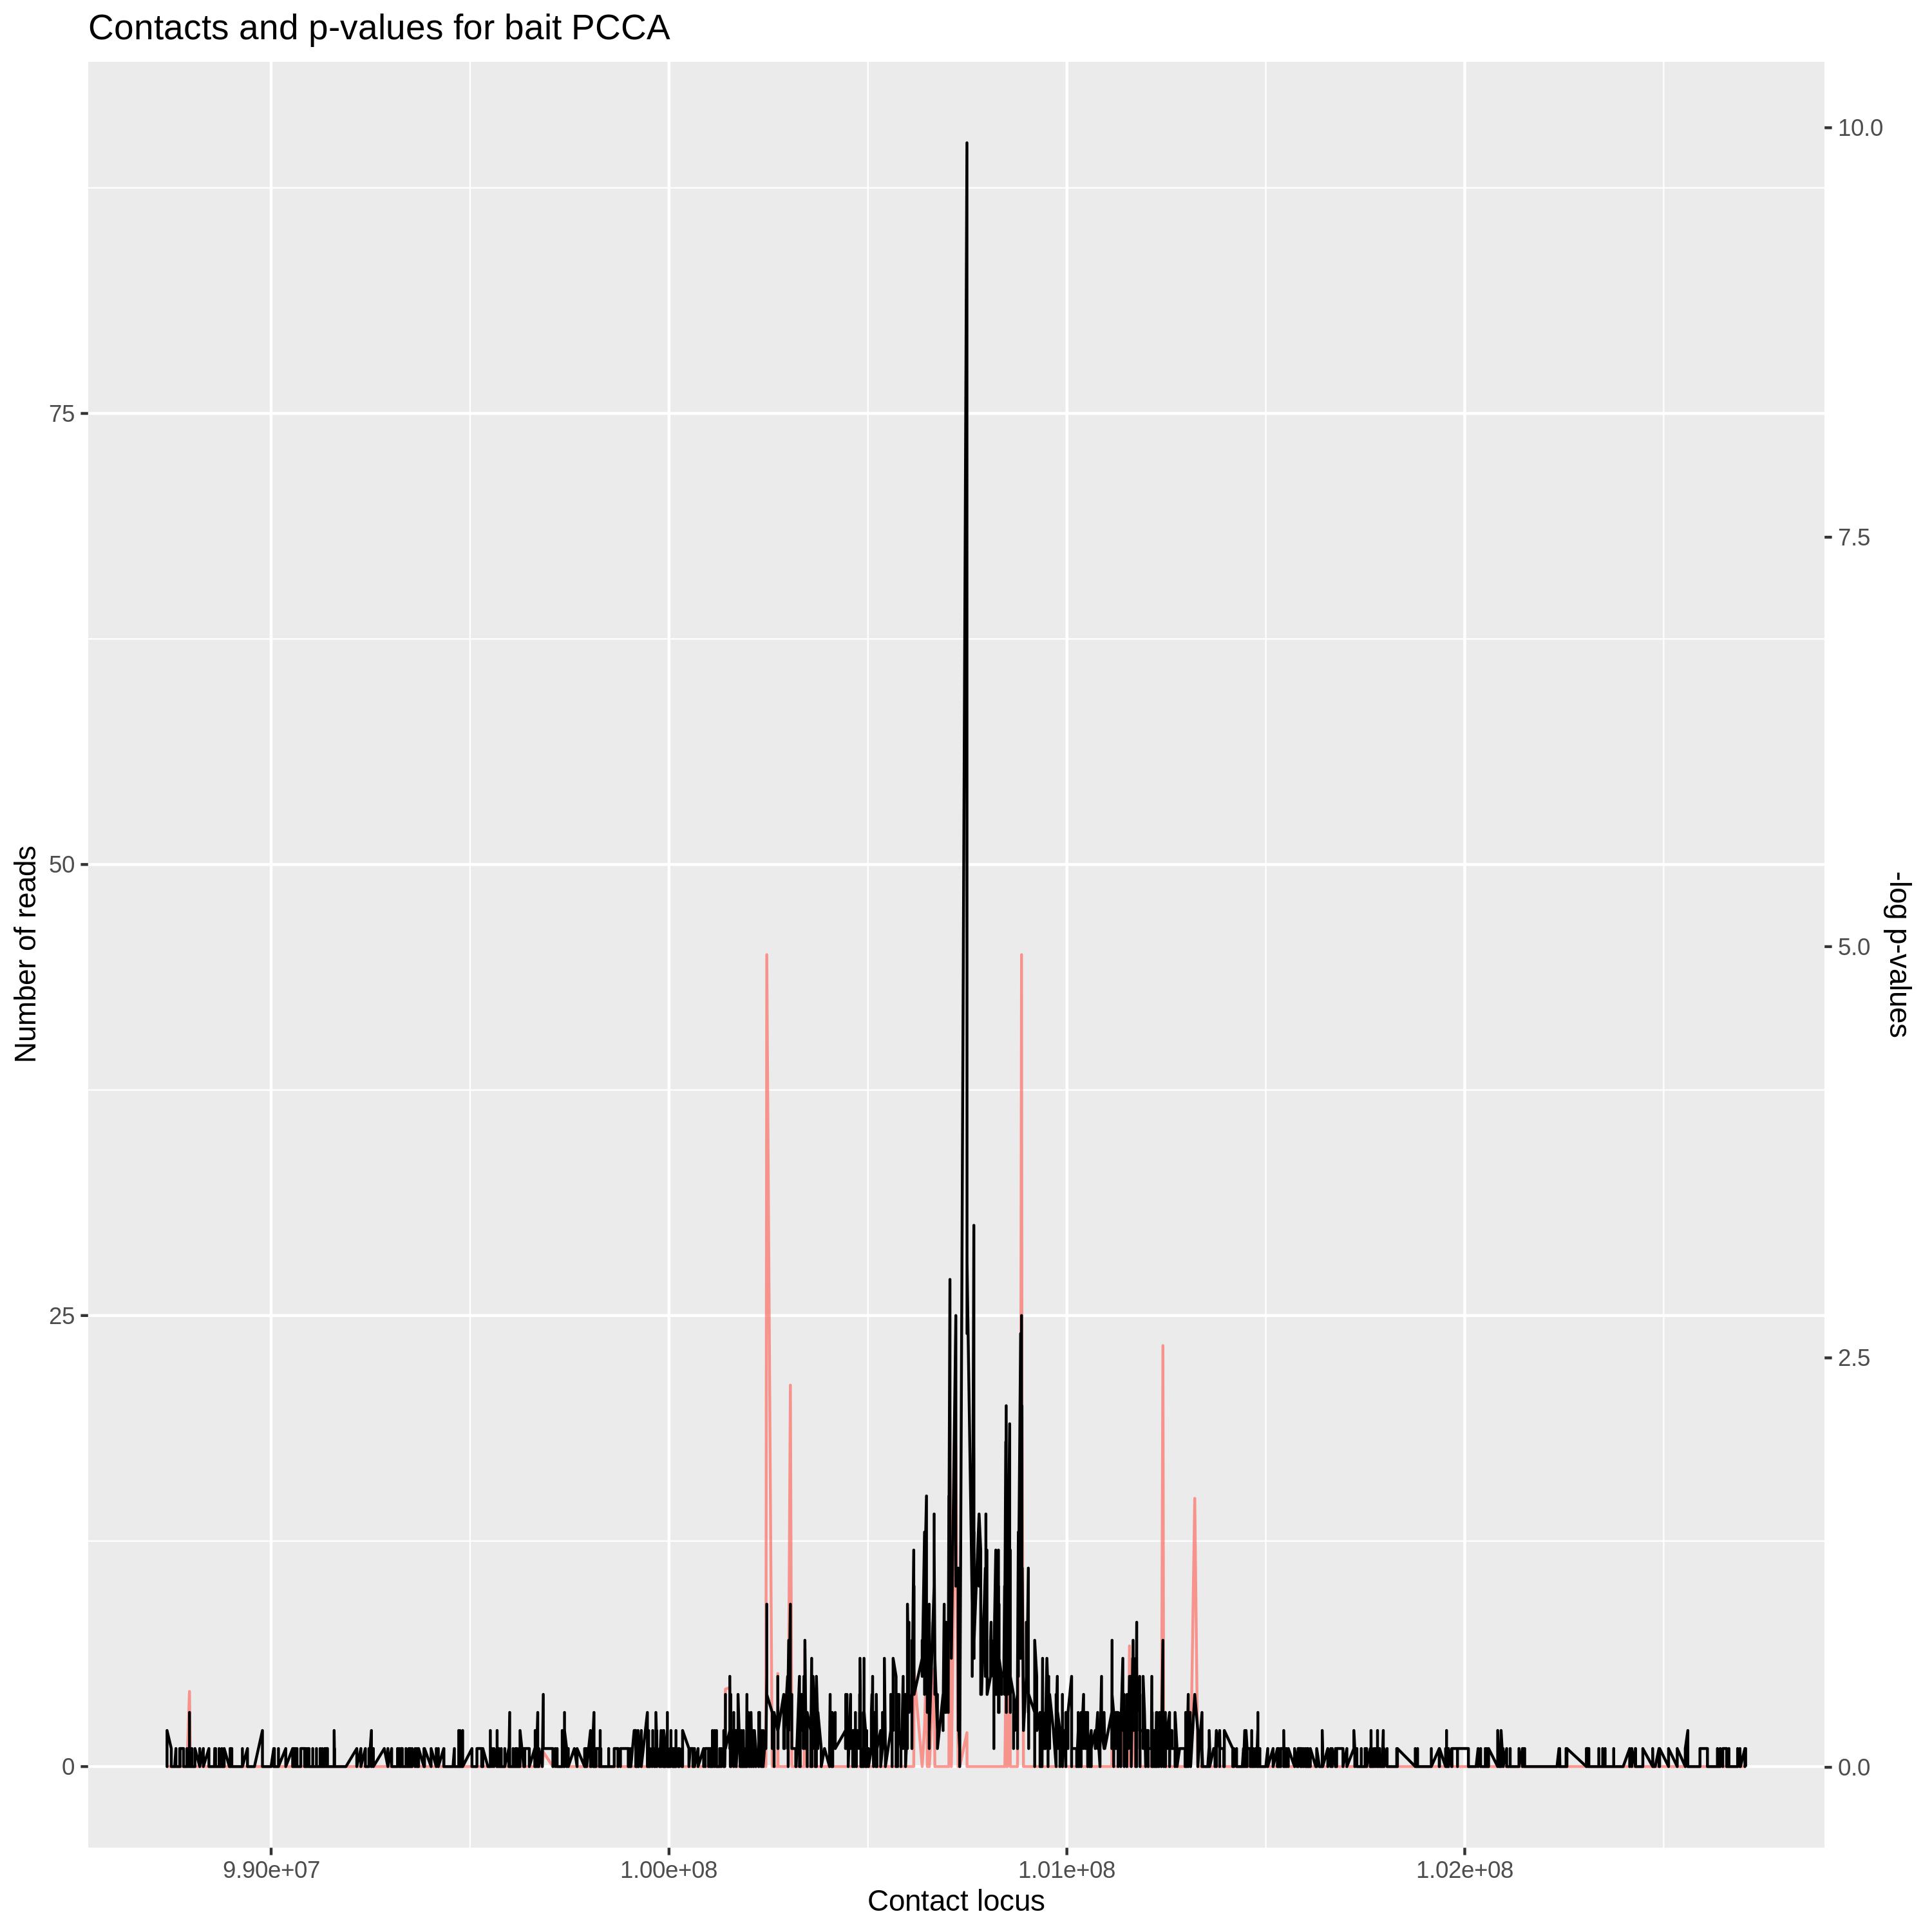 Contacts and p-values for bait PCCA
10.0
75
7.5
Number of reads
50
5.0
-log p-values
25
2.5
0
0.0
9.90e+07
1.00e+08
1.01e+08
1.02e+08
Contact locus